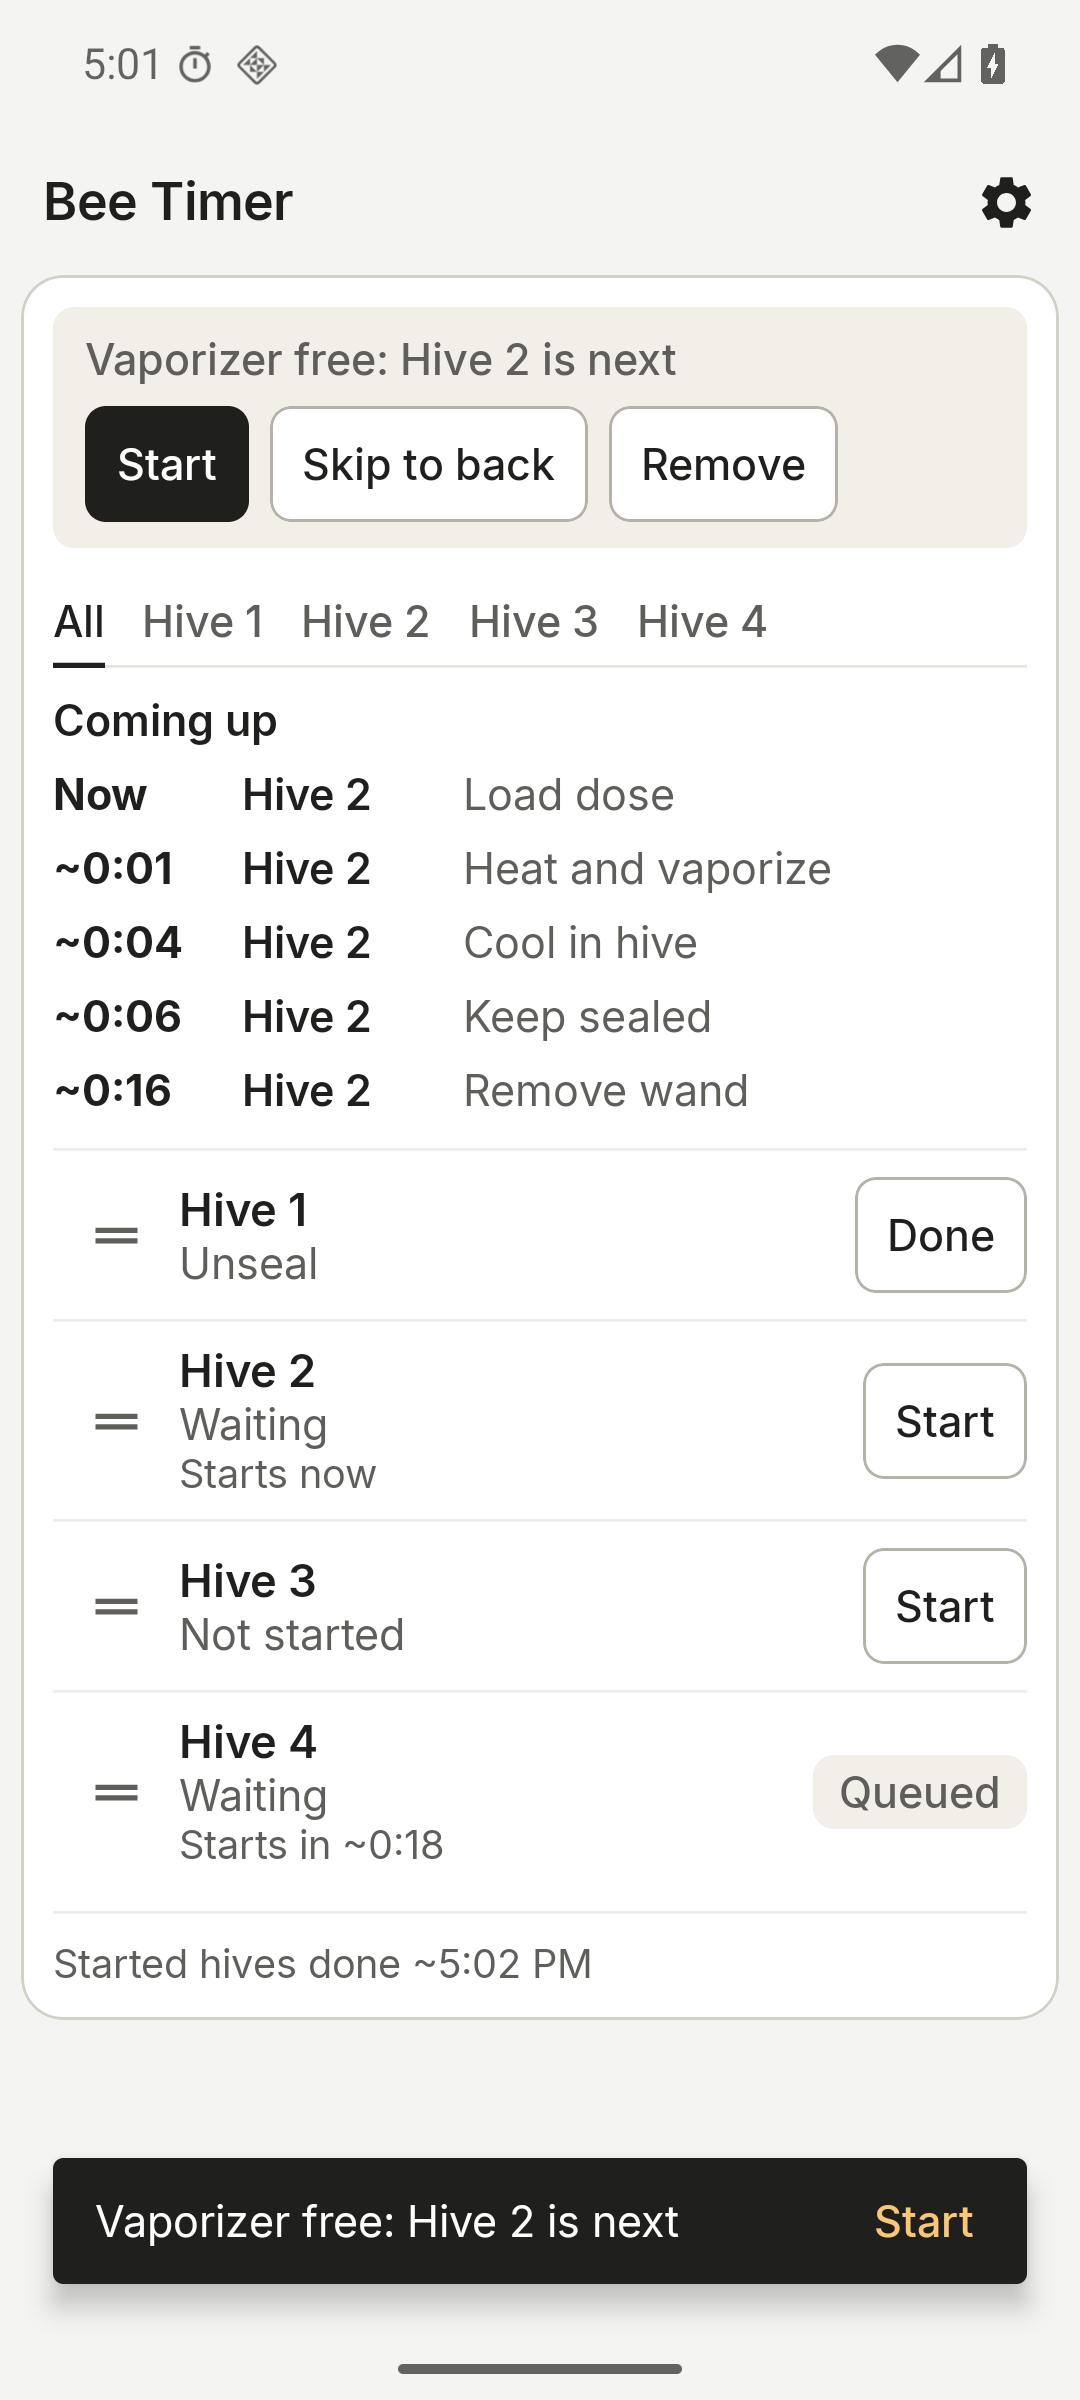 5:01
Bee Timer
Vaporizer free: Hive 2 is next
Start Skip to back Remove
All Hive 1 Hive 2 Hive 3 Hive 4
Coming up
Now Hive 2 Load dose
~0:01 Hive 2 Heat and vaporize
~0:04 Hive 2 Cool in hive
~0:06 Hive 2 Keep sealed
~0:16 Hive 2 Remove wand
Hive 1
Unseal
Done
Hive 2
Waiting
Starts now
Start
Hive 3
Not started
Start
Hive 4
Waiting
Starts in ~0:18
Queued
Started hives done ~5:02 PM
Vaporizer free: Hive 2 is next Start